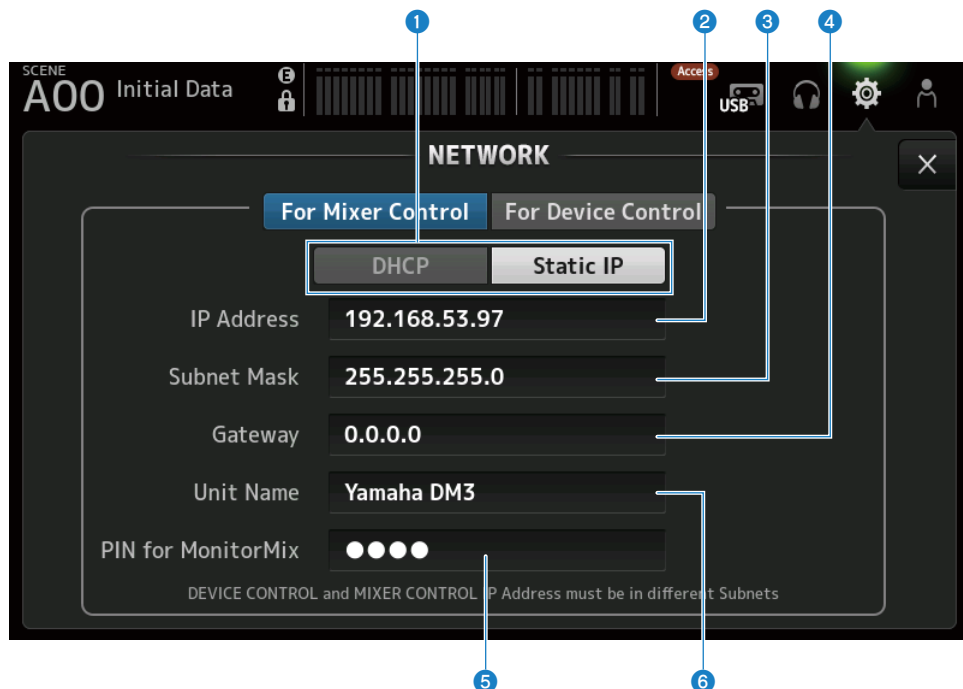 1 2 3 4
SCENE
A00 Initial Data E Access USB
NETWORK
For Mixer Control For Device Control
DHCP Static IP
IP Address 192.168.53.97
Subnet Mask 255.255.255.0
Gateway 0.0.0.0
Unit Name Yamaha DM3
PIN for MonitorMix ●●●●
DEVICE CONTROL and MIXER CONTROL IP Address must be in different Subnets
5 6